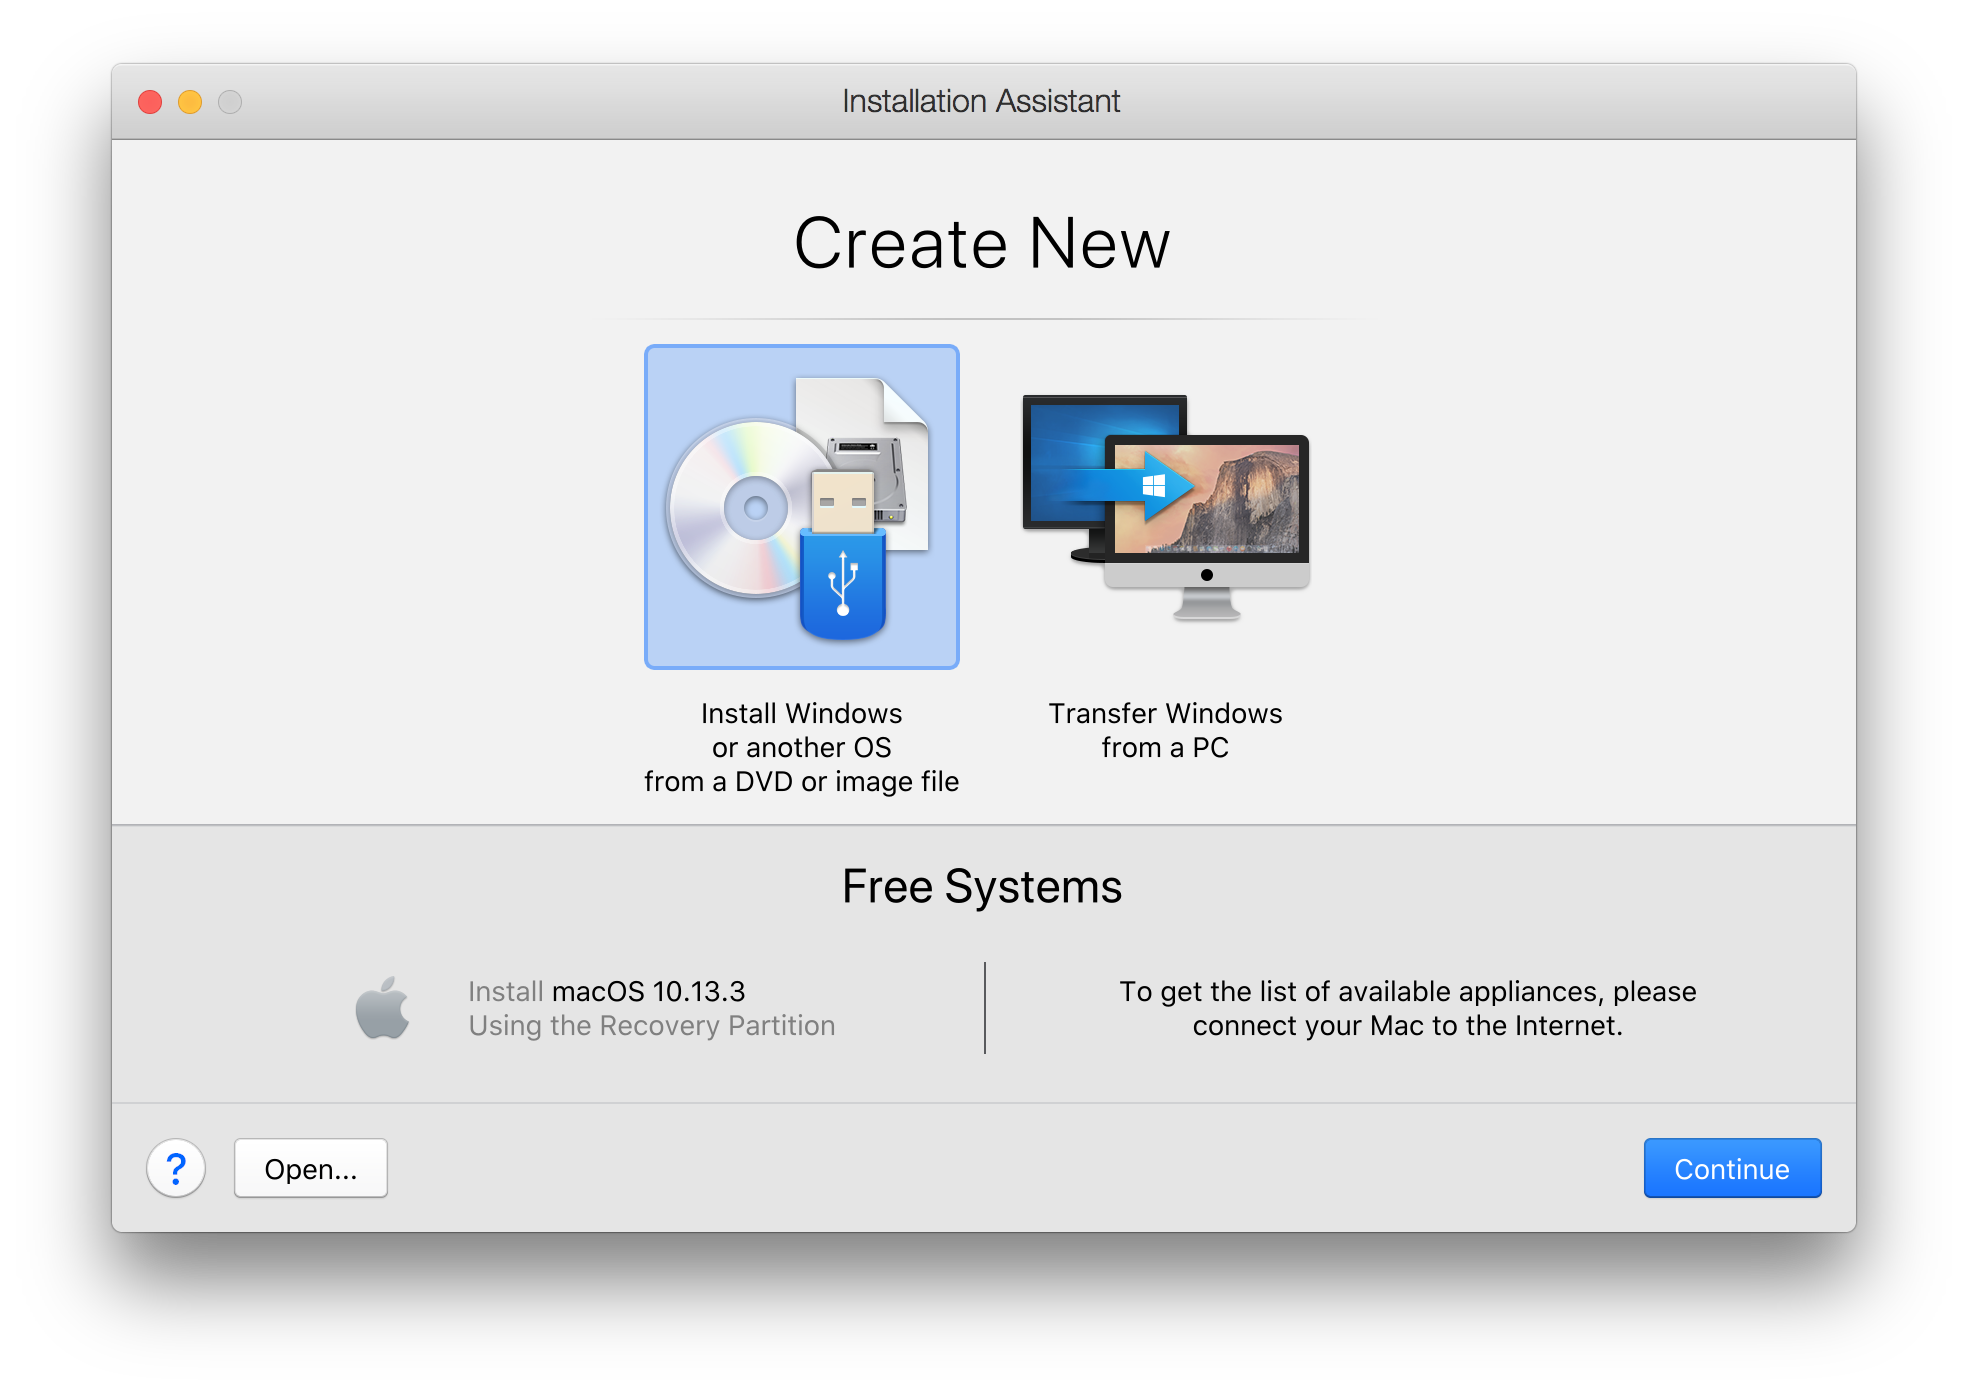 Installation Assistant
Create New
Install Windows
or another OS
from a DVD or image file
Transfer Windows
from a PC
Free Systems
Install macOS 10.13.3
Using the Recovery Partition
To get the list of available appliances, please
connect your Mac to the Internet.
?
Open...
Continue